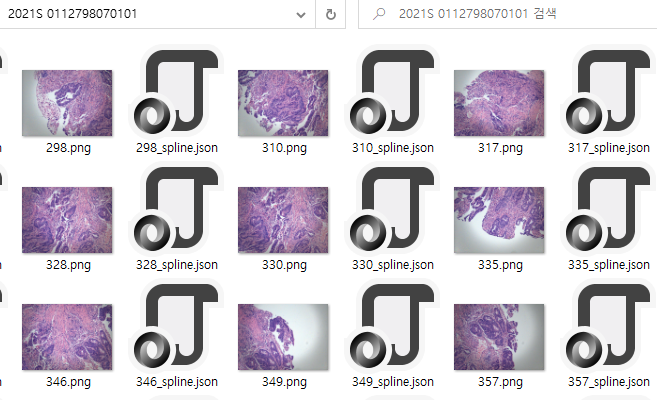 2021S 0112798070101
2021S 0112798070101 검색
298.png
298_spline.json
310.png
310_spline.json
317.png
317_spline.json
328.png
328_spline.json
330.png
330_spline.json
335.png
335_spline.json
346.png
346_spline.json
349.png
349_spline.json
357.png
357_spline.json